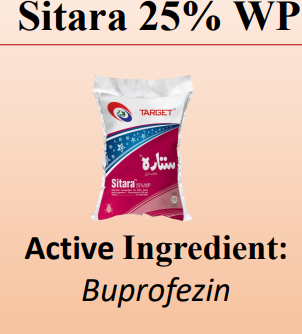 Sitara 25% WP
TARGET
ستارہ
Sitara 25%WP
Active Ingredient:
Buprofezin